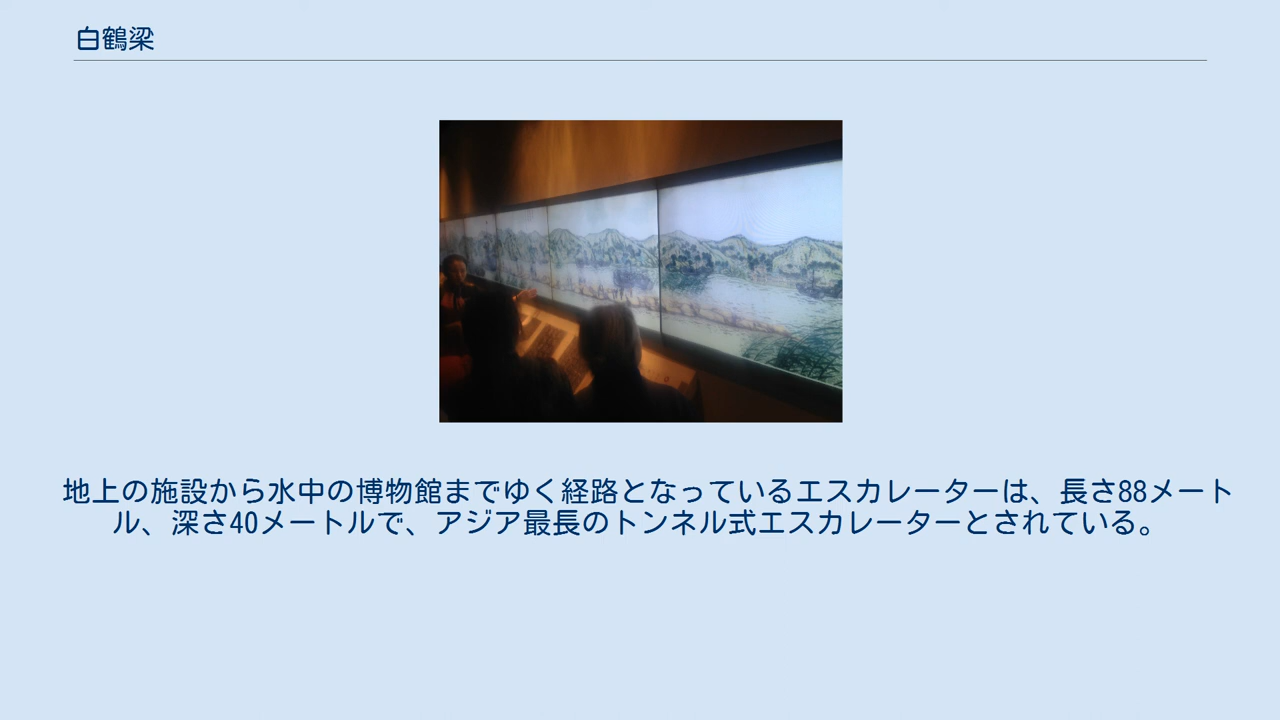 白鶴梁
地上の施設から水中の博物館までゆく経路となっているエスカレーターは、長さ88メート
ル、深さ40メートルで、アジア最長のトンネル式エスカレーターとされている。